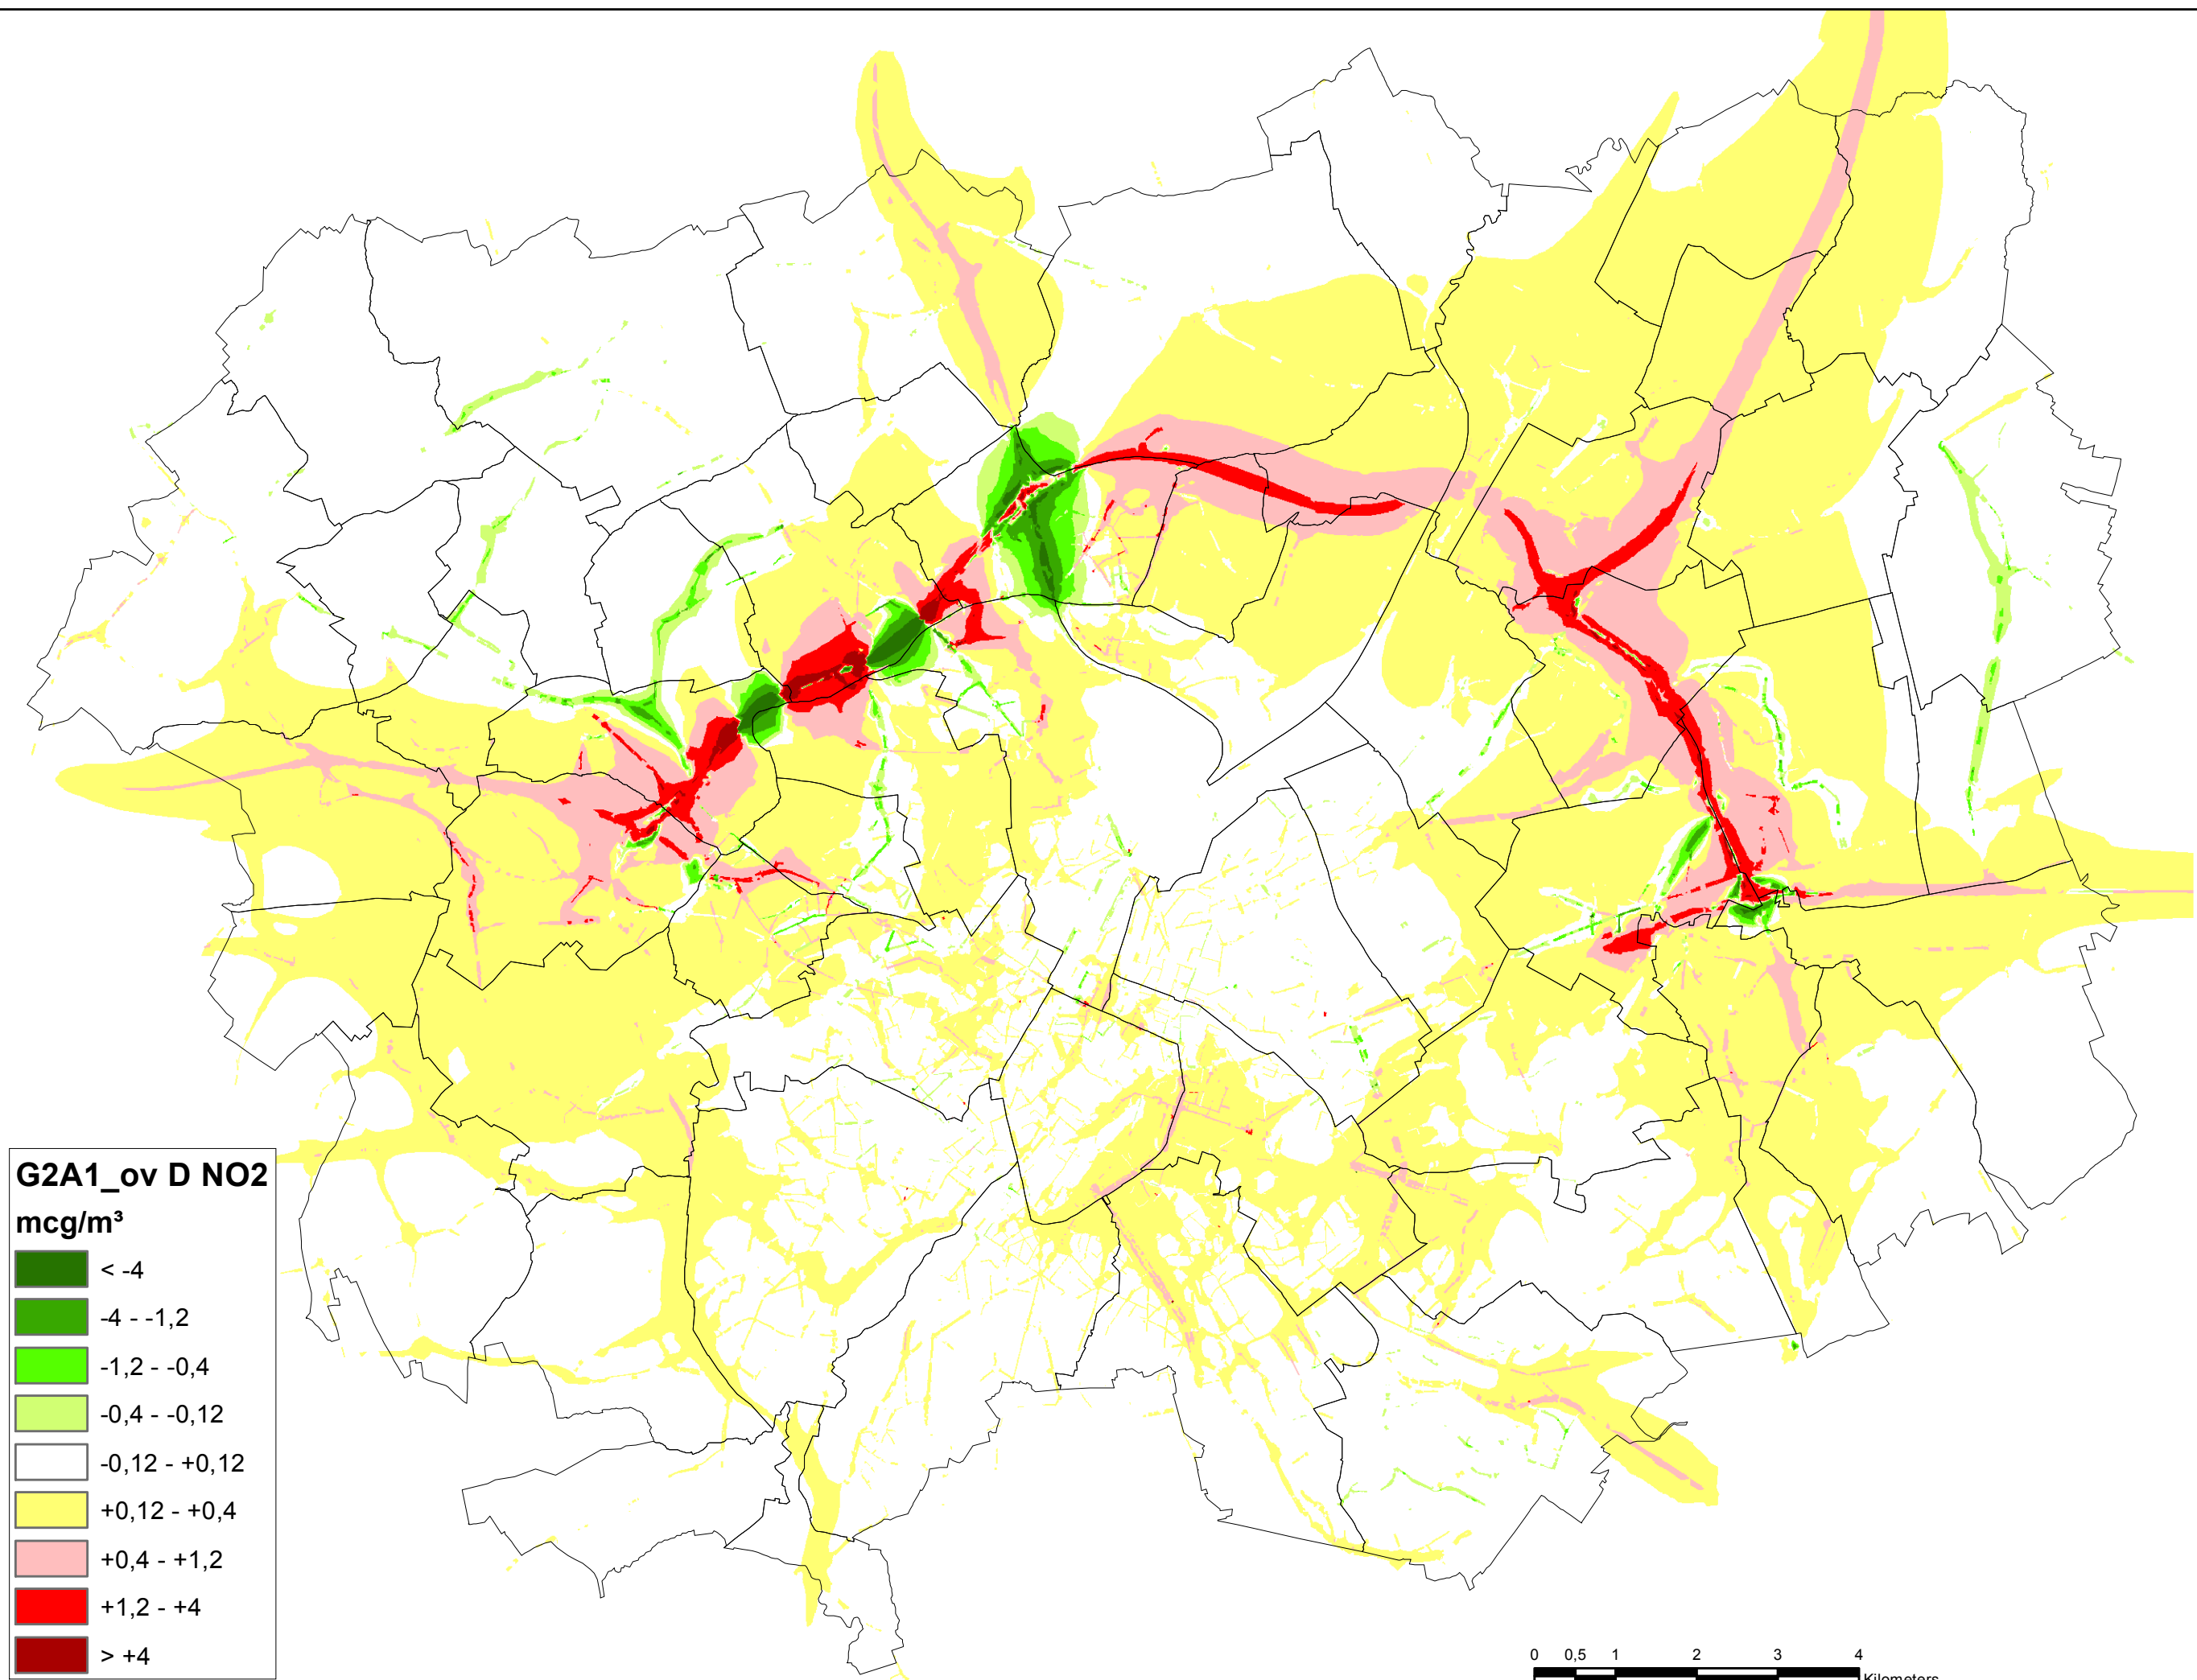 G2A1_ov D NO2
mcg/m³
< -4
-4 - -1,2
-1,2 - -0,4
-0,4 - -0,12
-0,12 - +0,12
+0,12 - +0,4
+0,4 - +1,2
+1,2 - +4
> +4
0 0,5 1 2 3 4
Kilometers